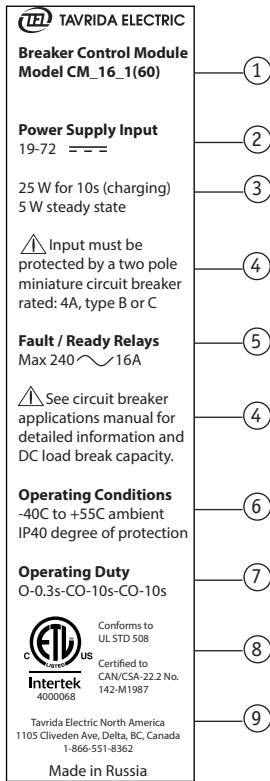 TEL TAVRIDA ELECTRIC
Breaker Control Module
Model CM_16_1(60)
1
Power Supply Input
19-72
2
25 W for 10s (charging)
5 W steady state
3
Input must be
protected by a two pole
miniature circuit breaker
rated: 4A, type B or C
4
Fault / Ready Relays
Max 240 16A
5
See circuit breaker
applications manual for
detailed information and
DC load break capacity.
4
Operating Conditions
-40C to +55C ambient
IP40 degree of protection
6
Operating Duty
O-0.3s-CO-10s-CO-10s
7
C ETL US
LISTED
Intertek
4000068
Conforms to
UL STD 508
Certified to
CAN/CSA-22.2 No.
142-M1987
8
Tavrida Electric North America
1105 Cliveden Ave, Delta, BC, Canada
1-866-551-8362
9
Made in Russia